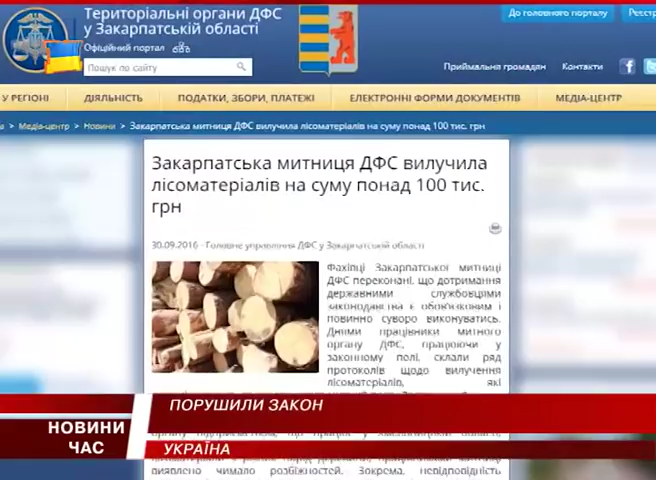 Територіальні органи ДФС
у Закарпатській області
Офіційний портал
Пошук по сайту
До головного порталу
Реєстр
Приймальня громадян
Контакти
У РЕГІОНІ
ДІЯЛЬНІСТЬ
ПОДАТКИ, ЗБОРИ, ПЛАТЕЖІ
ЕЛЕКТРОННІ ФОРМИ ДОКУМЕНТІВ
МЕДІА-ЦЕНТР
а > Медіа-центр > Новини > Закарпатська митниця ДФС вилучила лісоматеріалів на суму понад 100 тис. грн
Закарпатська митниця ДФС вилучила
лісоматеріалів на суму понад 100 тис.
грн
30.09.2016 - Головне управління ДФС у Закарпатській області
Фахівці Закарпатської митниці
ДФС переконані, що дотримання
державними службовцями
законодавства є обов'язковим і
повинно суворо виконуватись.
Днями працівники митного
органу ДФС, працюючи у
законному полі, склали ряд
протоколів щодо вилучення
лісоматеріалів, які
ПОРУШИЛИ ЗАКОН
НОВИНИ
ЧАС
УКРАЇНА
виявлено чимало розбіжностей. Зокрема, невідповідність